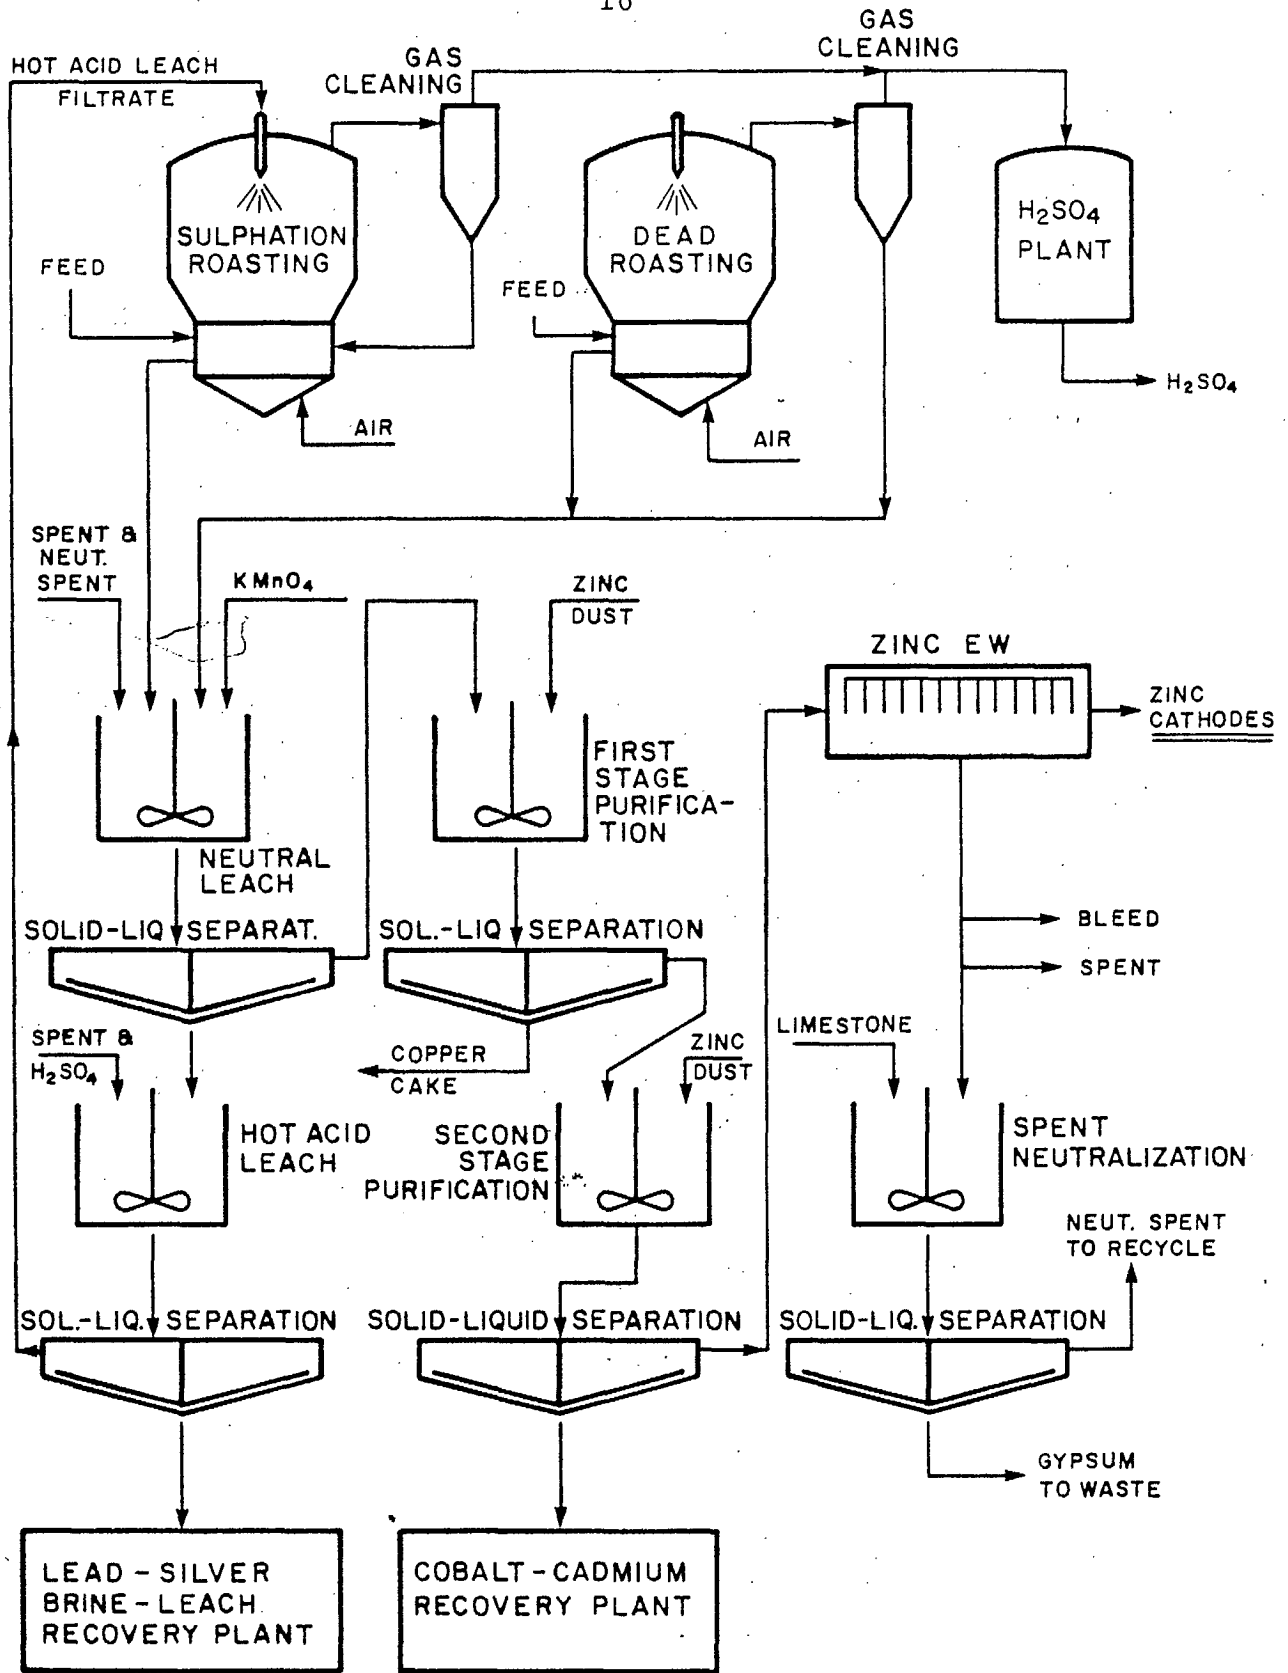 16
GAS
CLEANING
GAS
CLEANING
HOT ACID LEACH
FILTRATE
SULPHATION
ROASTING
FEED
AIR
DEAD
ROASTING
FEED
AIR
H₂SO₄
PLANT
H₂SO₄
SPENT &
NEUT.
SPENT
KMnO₄
ZINC
DUST
ZINC EW
ZINC
CATHODES
FIRST
STAGE
PURIFICA-
TION
NEUTRAL
LEACH
SOLID-LIQ SEPARAT.
SOL.-LIQ SEPARATION
BLEED
SPENT
LIMESTONE
SPENT &
H₂SO₄
COPPER
CAKE
ZINC
DUST
HOT ACID
LEACH
SECOND
STAGE
PURIFICATION
SPENT
NEUTRALIZATION
NEUT. SPENT
TO RECYCLE
SOL.-LIQ. SEPARATION
SOLID-LIQUID SEPARATION
SOLID-LIQ. SEPARATION
GYPSUM
TO WASTE
LEAD-SILVER
BRINE-LEACH
RECOVERY PLANT
COBALT-CADMIUM
RECOVERY PLANT